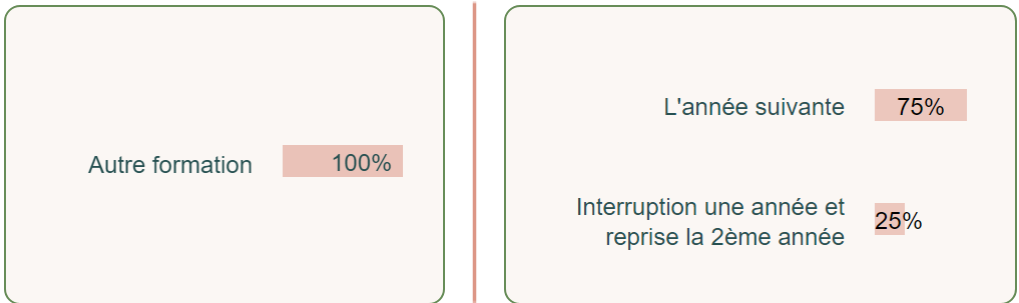 Autre formation 100%
L'année suivante 75%
Interruption une année et
reprise la 2ème année 25%